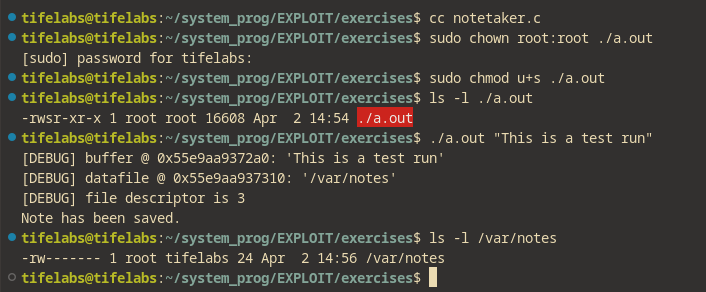 tifelabs@tifelabs:~/system_prog/EXPLOIT/exercises$ cc notetaker.c
tifelabs@tifelabs:~/system_prog/EXPLOIT/exercises$ sudo chown root:root ./a.out
[sudo] password for tifelabs:
tifelabs@tifelabs:~/system_prog/EXPLOIT/exercises$ sudo chmod u+s ./a.out
tifelabs@tifelabs:~/system_prog/EXPLOIT/exercises$ ls -l ./a.out
-rwsr-xr-x 1 root root 16608 Apr  2 14:54 ./a.out
tifelabs@tifelabs:~/system_prog/EXPLOIT/exercises$ ./a.out "This is a test run"
[DEBUG] buffer @ 0x55e9aa9372a0: 'This is a test run'
[DEBUG] datafile @ 0x55e9aa937310: '/var/notes'
[DEBUG] file descriptor is 3
Note has been saved.
tifelabs@tifelabs:~/system_prog/EXPLOIT/exercises$ ls -l /var/notes
-rw------- 1 root tifelabs 24 Apr  2 14:56 /var/notes
tifelabs@tifelabs:~/system_prog/EXPLOIT/exercises$